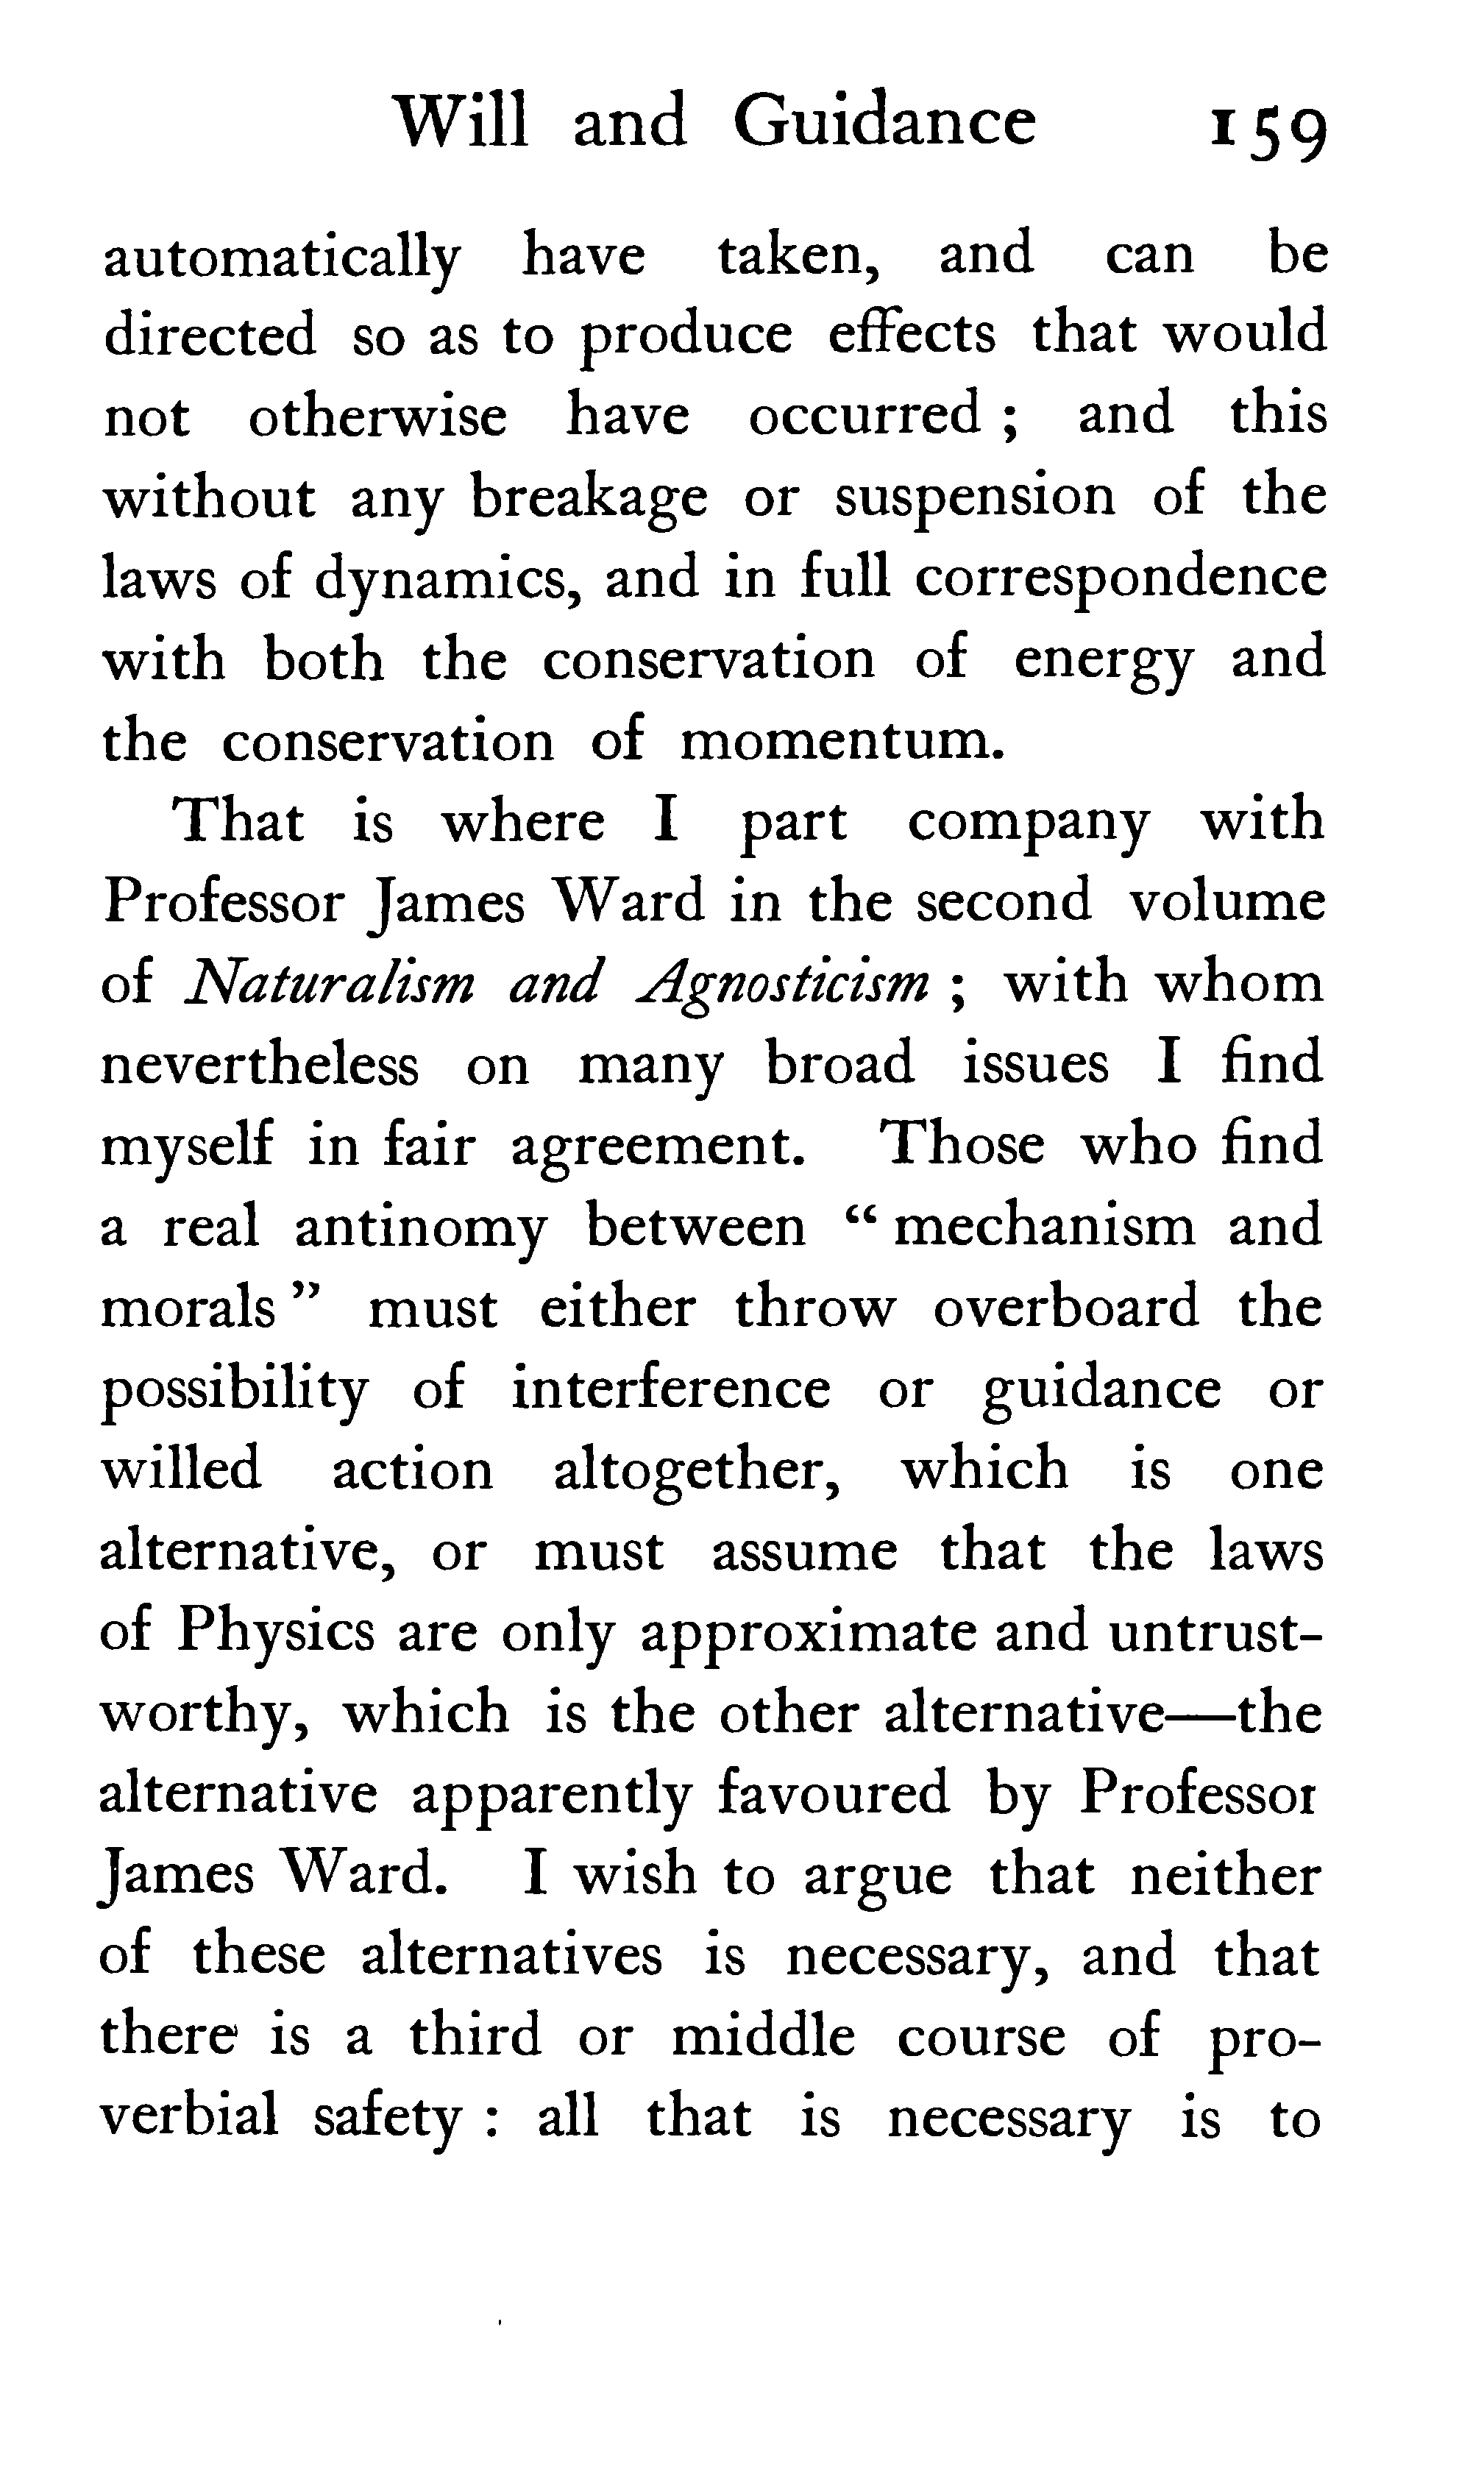 Will and Guidance 159
automatically have taken, and can be
directed so as to produce effects that would
not otherwise have occurred ; and this
without any breakage or suspension of the
laws of dynamics, and in full correspondence
with both the conservation of energy and
the conservation of momentum.
That is where I part company with
Professor James Ward in the second volume
of Naturalism and Agnosticism ; with whom
nevertheless on many broad issues I find
myself in fair agreement. Those who find
a real antinomy between “ mechanism and
morals ” must either throw overboard the
possibility of interference or guidance or
willed action altogether, which is one
alternative, or must assume that the laws
of Physics are only approximate and untrust-
worthy, which is the other alternative—the
alternative apparently favoured by Professor
James Ward. I wish to argue that neither
of these alternatives is necessary, and that
there is a third or middle course of pro-
verbial safety : all that is necessary is to